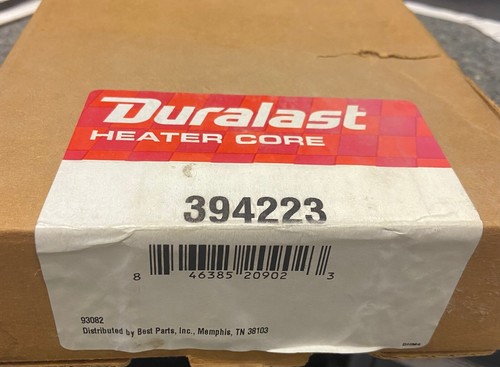 Duralast
HEATER CORE
394223
8 46385 20902 3
93082
Distributed by Best Parts, Inc., Memphis, TN 38103